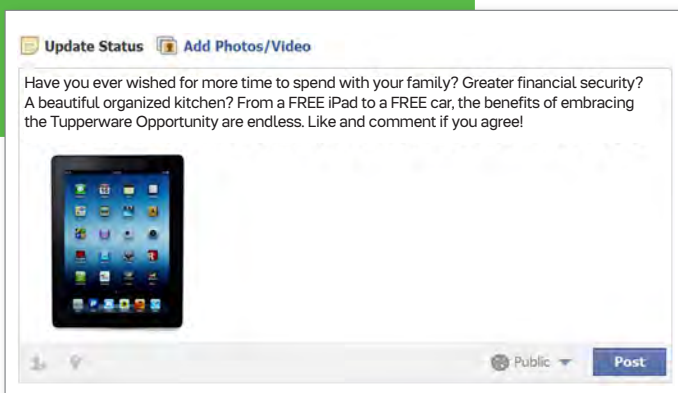 Update Status Add Photos/Video
Have you ever wished for more time to spend with your family? Greater financial security?
A beautiful organized kitchen? From a FREE iPad to a FREE car, the benefits of embracing
the Tupperware Opportunity are endless. Like and comment if you agree!
Public Post